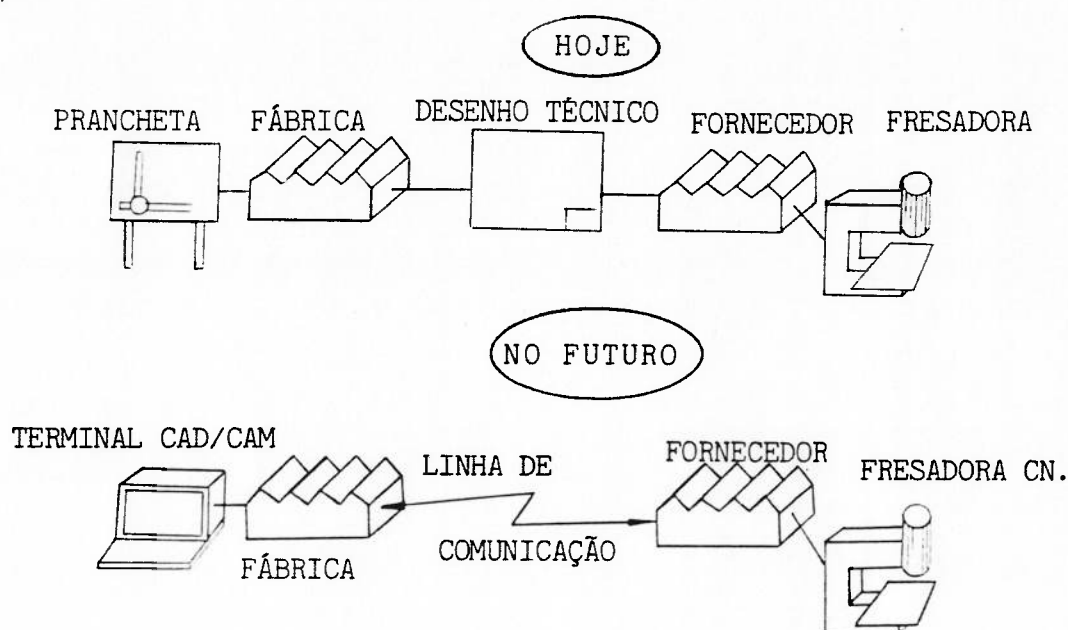 HOJE
PRANCHETA FÁBRICA DESENHO TÉCNICO FORNECEDOR FRESADORA
NO FUTURO
TERMINAL CAD/CAM LINHA DE FORNECEDOR FRESADORA CN.
FÁBRICA COMUNICAÇÃO